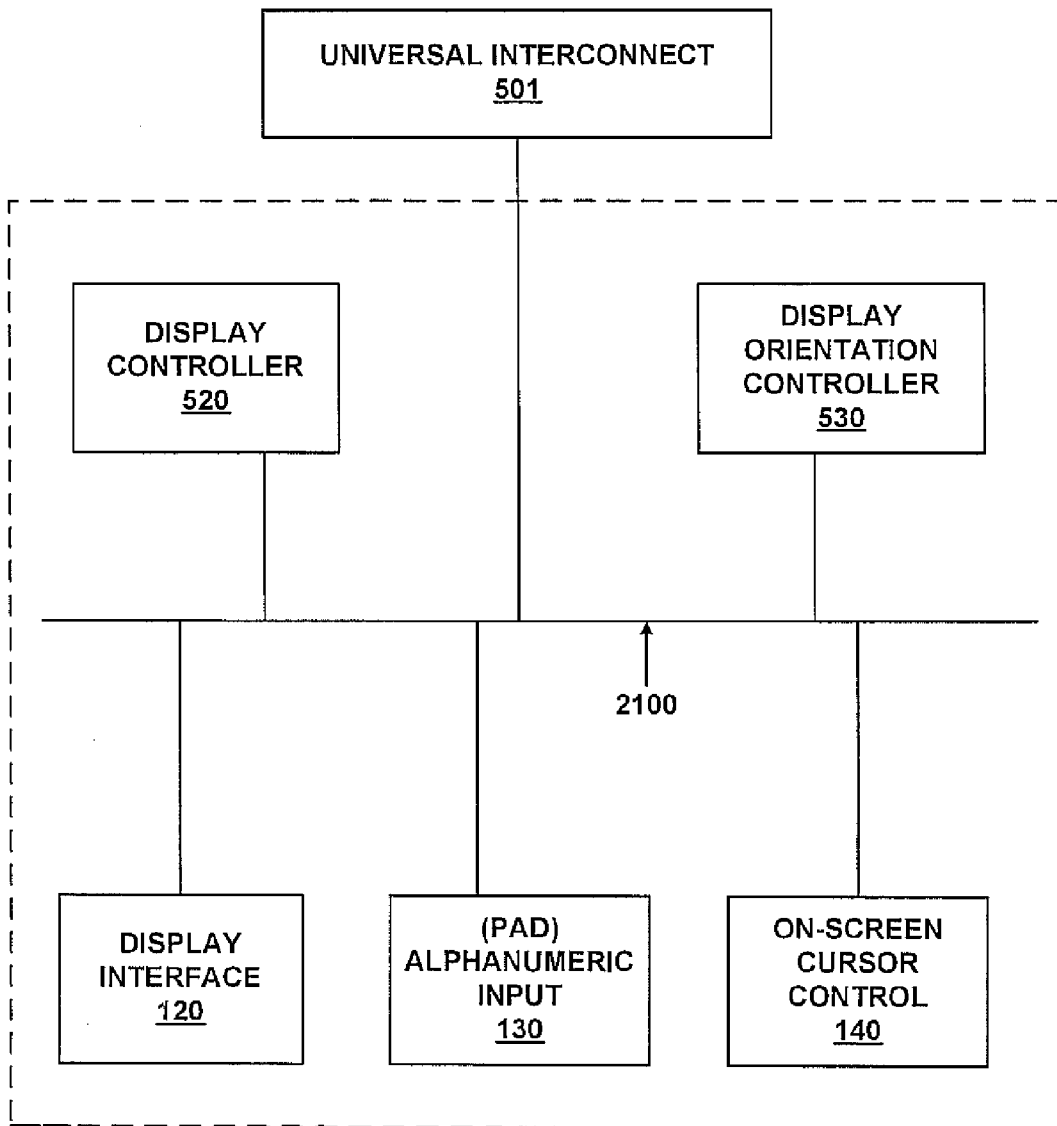 UNIVERSAL INTERCONNECT
501
DISPLAY
CONTROLLER
520
DISPLAY
ORIENTATION
CONTROLLER
530
2100
DISPLAY
INTERFACE
120
(PAD)
ALPHANUMERIC
INPUT
130
ON-SCREEN
CURSOR
CONTROL
140